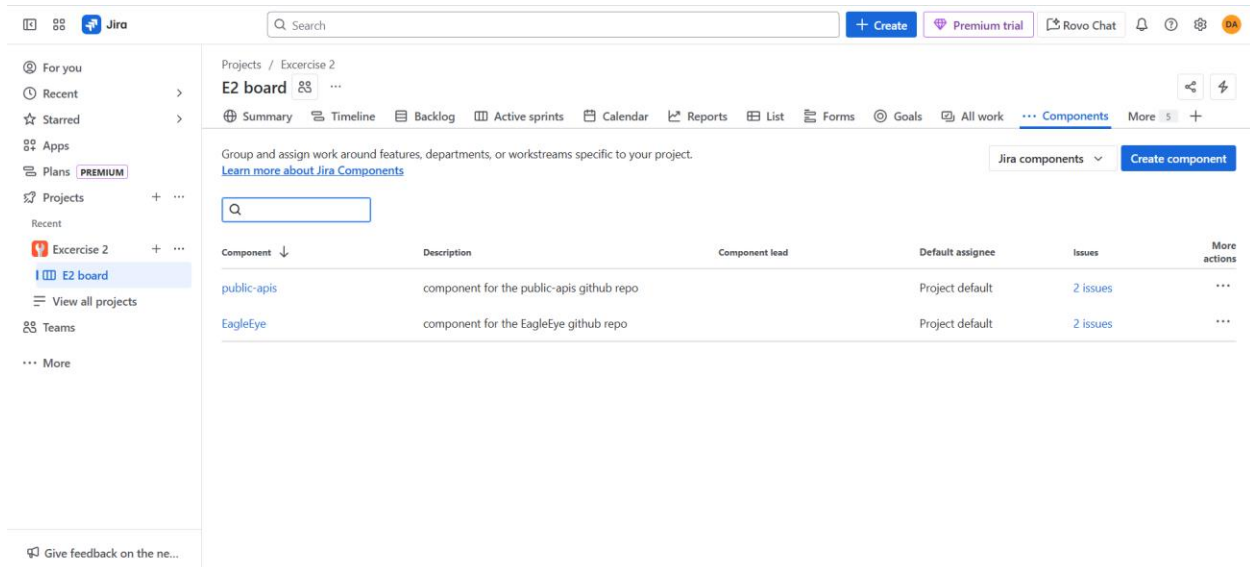 Jira
Search
+ Create
Premium trial
Rovo Chat
DA
For you
Recent
Starred
Apps
Plans PREMIUM
Projects
Recent
Excercise 2
E2 board
View all projects
Teams
... More
Give feedback on the ne...
Projects / Excercise 2
E2 board
Summary Timeline Backlog Active sprints Calendar Reports List Forms Goals All work ... Components More 5 +
Group and assign work around features, departments, or workstreams specific to your project.
Learn more about Jira Components
Jira components
Create component
Component ↓ Description Component lead Default assignee Issues More actions
public-apis component for the public-apis github repo Project default 2 issues ...
EagleEye component for the EagleEye github repo Project default 2 issues ...